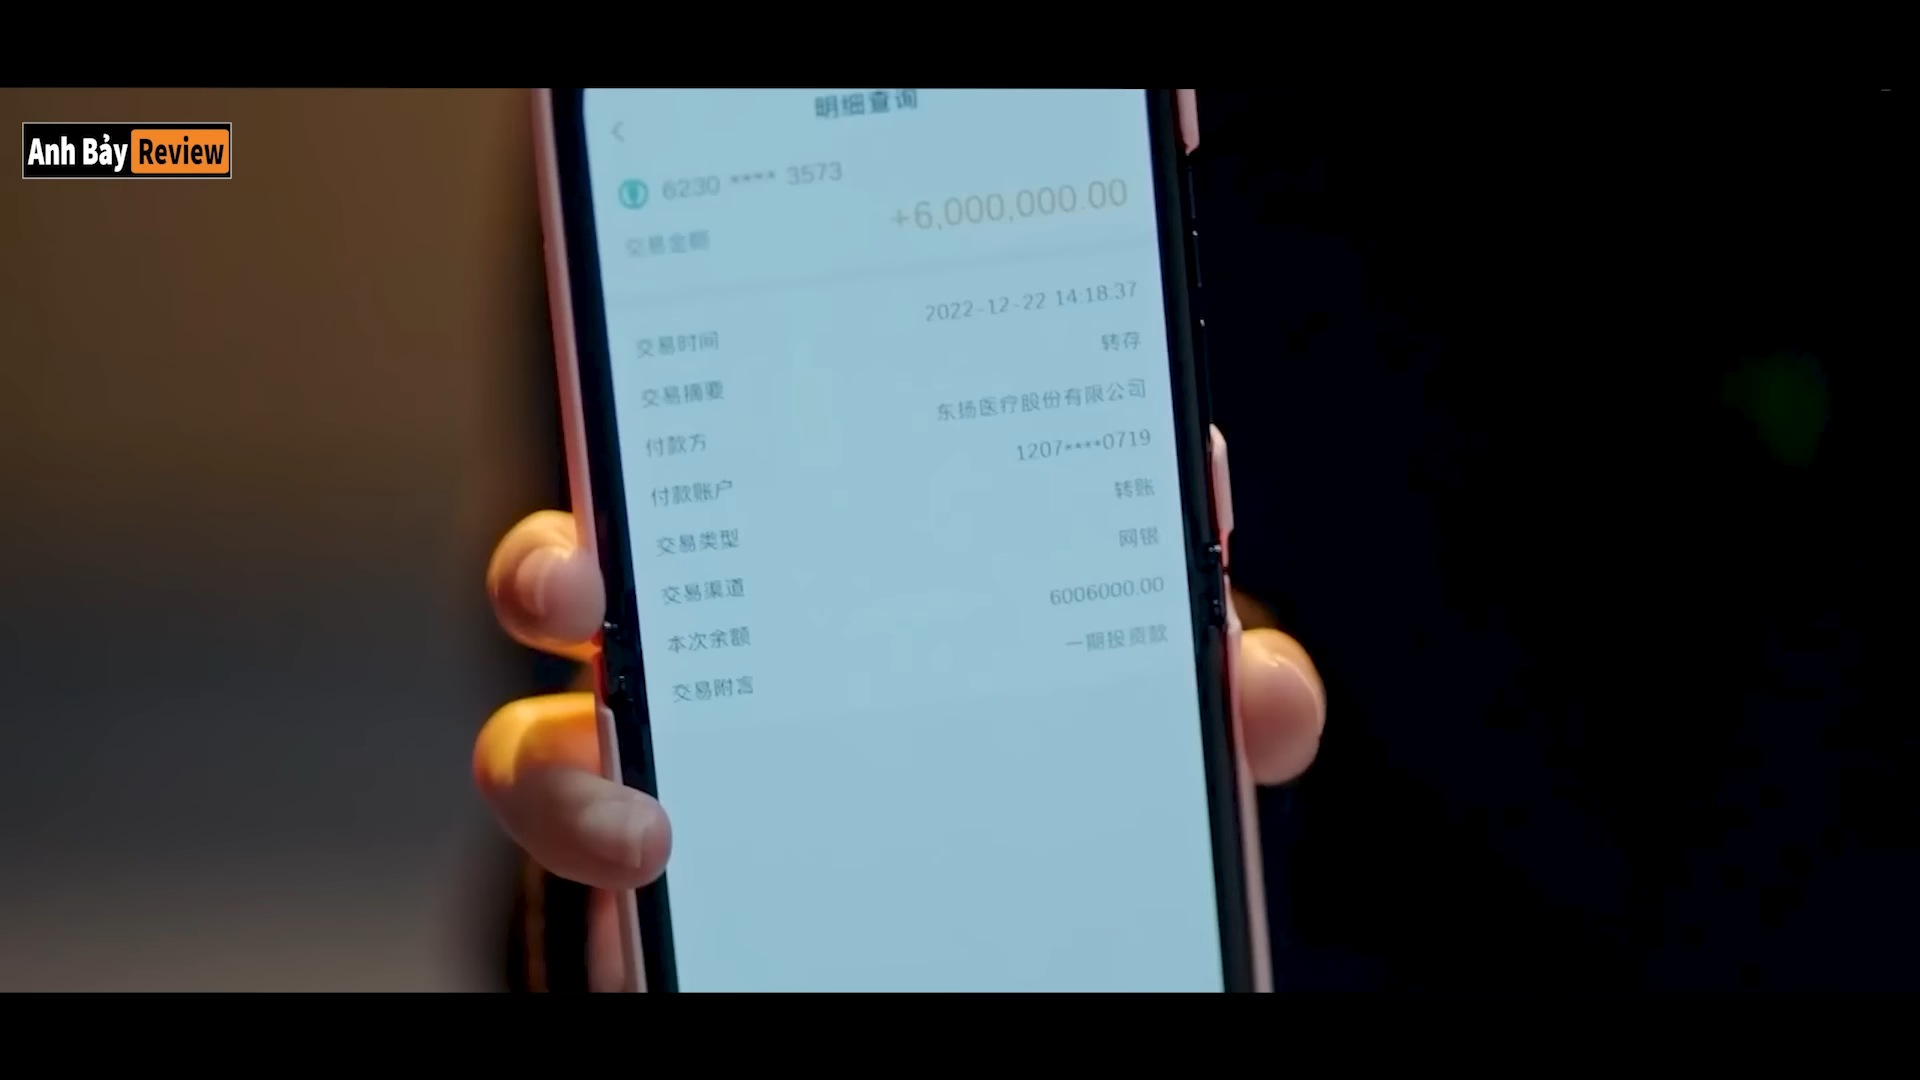 Anh Bảy Review
明细查询
6230 **** 3573
交易金额 +6,000,000.00
交易时间 2022-12-22 14:18:37
交易摘要 转存
付款方 东扬医疗股份有限公司
付款账户 1207****0719
交易类型 转账
交易渠道 网银
本次余额 6006000.00
交易附言 一期投资款